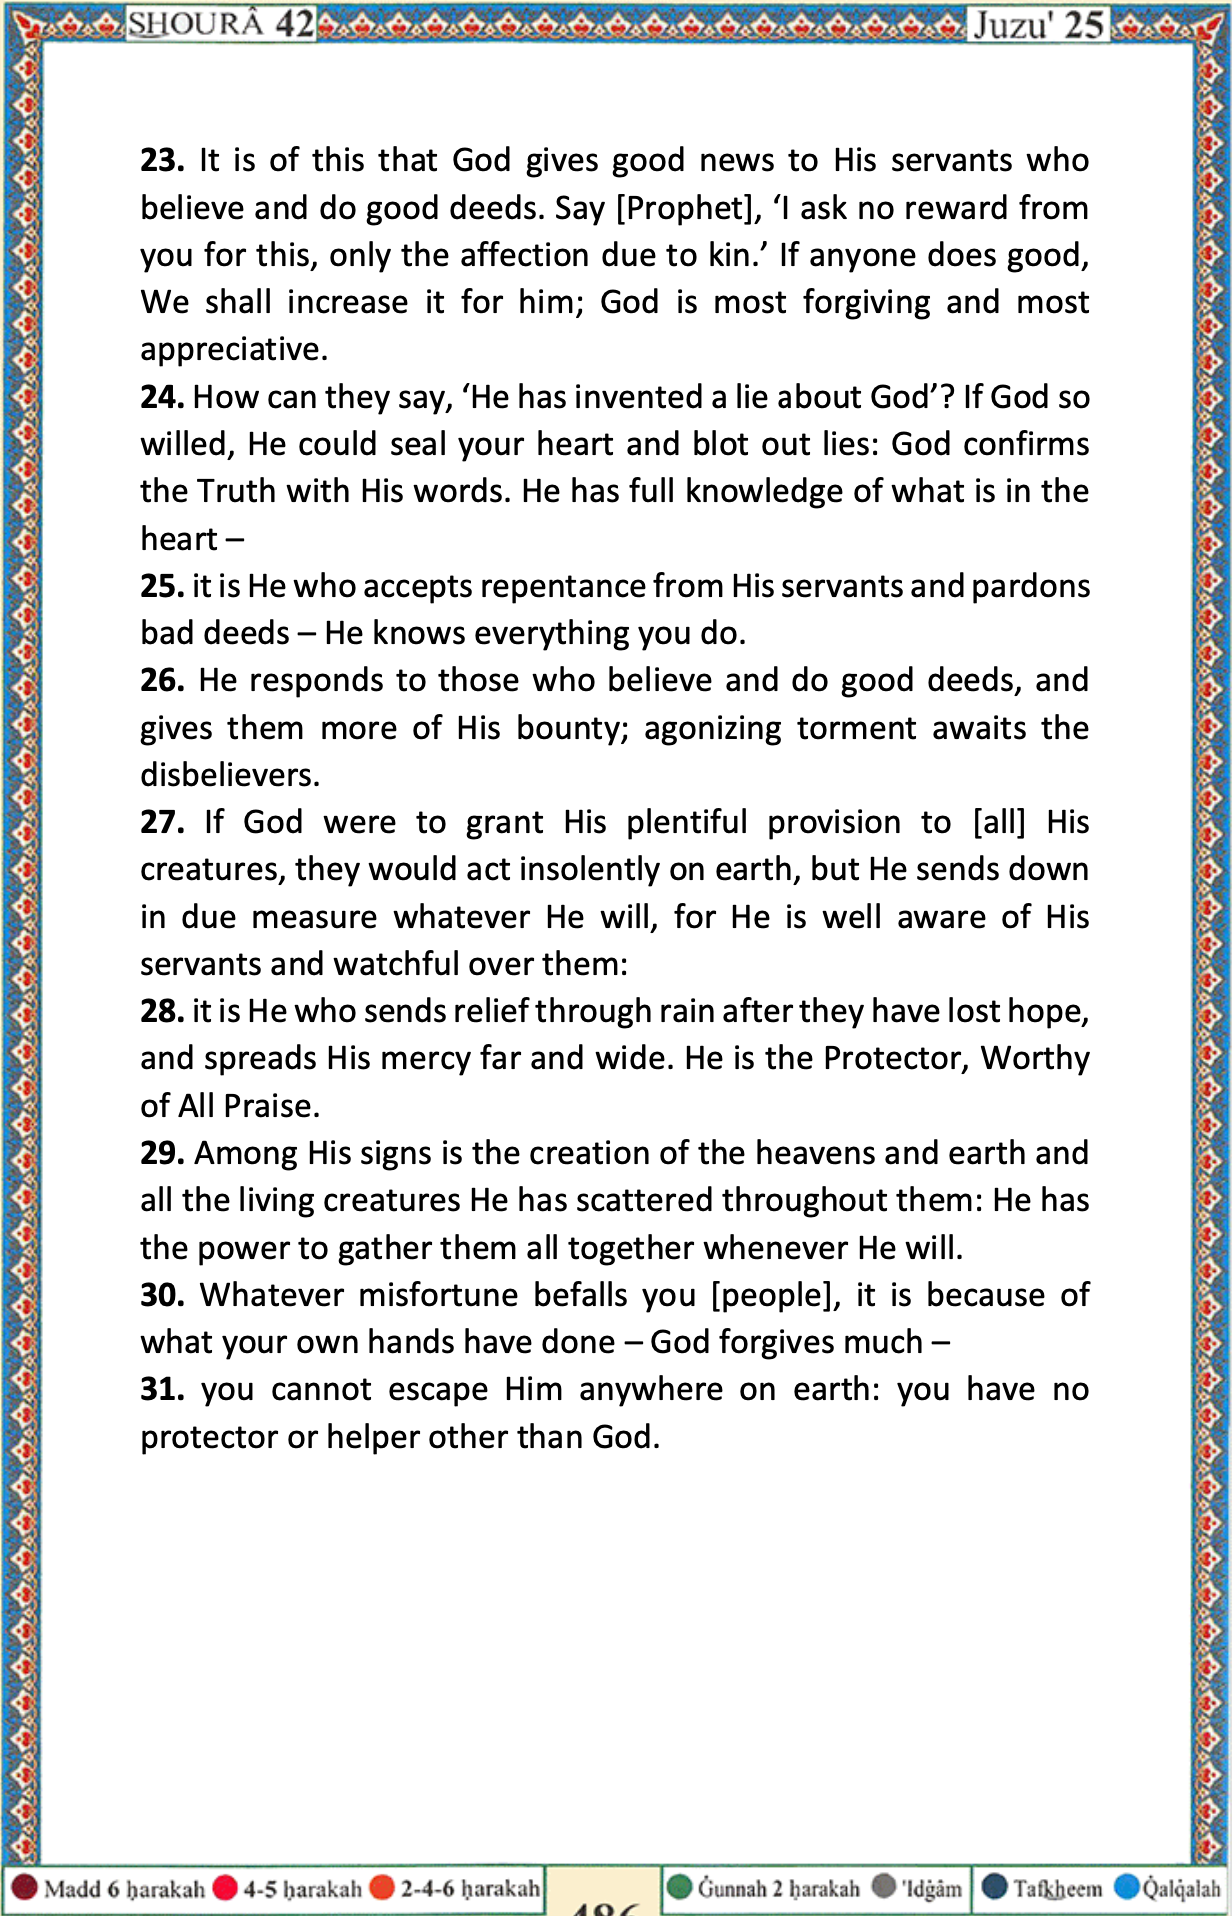 SHOURÂ 42
Juzu' 25
23. It is of this that God gives good news to His servants who
believe and do good deeds. Say [Prophet], ‘I ask no reward from
you for this, only the affection due to kin.’ If anyone does good,
We shall increase it for him; God is most forgiving and most
appreciative.
24. How can they say, ‘He has invented a lie about God’? If God so
willed, He could seal your heart and blot out lies: God confirms
the Truth with His words. He has full knowledge of what is in the
heart –
25. it is He who accepts repentance from His servants and pardons
bad deeds – He knows everything you do.
26. He responds to those who believe and do good deeds, and
gives them more of His bounty; agonizing torment awaits the
disbelievers.
27. If God were to grant His plentiful provision to [all] His
creatures, they would act insolently on earth, but He sends down
in due measure whatever He will, for He is well aware of His
servants and watchful over them:
28. it is He who sends relief through rain after they have lost hope,
and spreads His mercy far and wide. He is the Protector, Worthy
of All Praise.
29. Among His signs is the creation of the heavens and earth and
all the living creatures He has scattered throughout them: He has
the power to gather them all together whenever He will.
30. Whatever misfortune befalls you [people], it is because of
what your own hands have done – God forgives much –
31. you cannot escape Him anywhere on earth: you have no
protector or helper other than God.
Madd 6 ḥarakah 4-5 ḥarakah 2-4-6 ḥarakah
486
Ġunnah 2 ḥarakah 'Idġâm Tafkheem Q̇alq̇alah